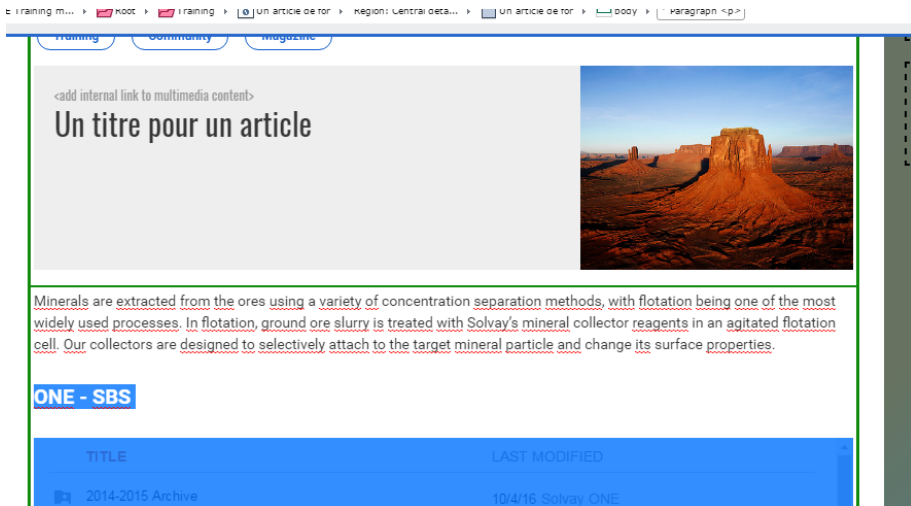 E Training m... Root Training Un article de for Region: Central deta... Un article de for body Paragraph <p>
Training Community Magazine
<add internal link to multimedia content>
Un titre pour un article
Minerals are extracted from the ores using a variety of concentration separation methods, with flotation being one of the most
widely used processes. In flotation, ground ore slurry is treated with Solvay's mineral collector reagents in an agitated flotation
cell. Our collectors are designed to selectively attach to the target mineral particle and change its surface properties.
ONE - SBS
TITLE LAST MODIFIED
2014-2015 Archive 10/4/16 Solvay ONE